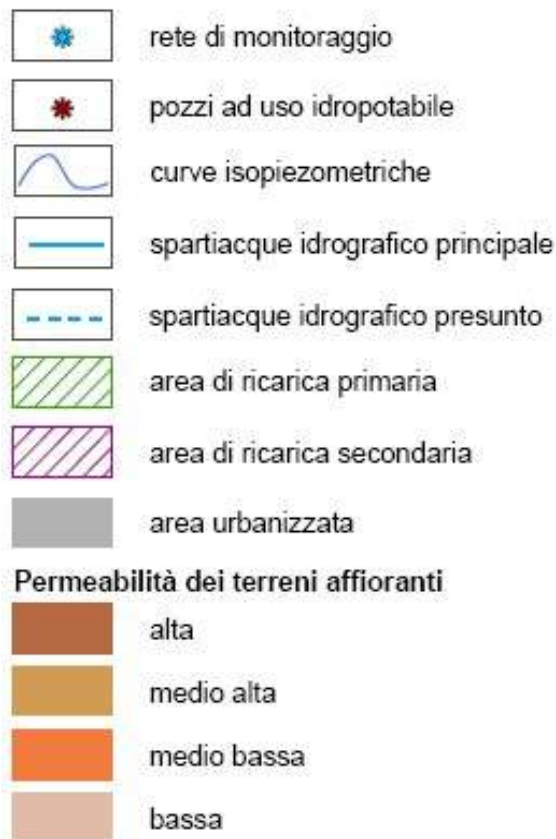 rete di monitoraggio
pozzi ad uso idropotabile
curve isopiezometriche
spartiacque idrografico principale
spartiacque idrografico presunto
area di ricarica primaria
area di ricarica secondaria
area urbanizzata
Permeabilità dei terreni affioranti
alta
medio alta
medio bassa
bassa